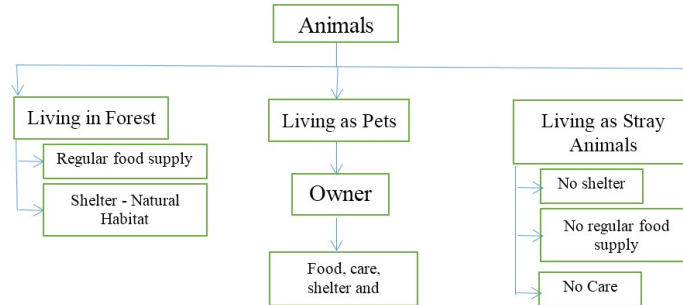 Animals
Living in Forest
Regular food supply
Shelter - Natural
Habitat
Living as Pets
Owner
Food, care,
shelter and
Living as Stray
Animals
No shelter
No regular food
supply
No Care